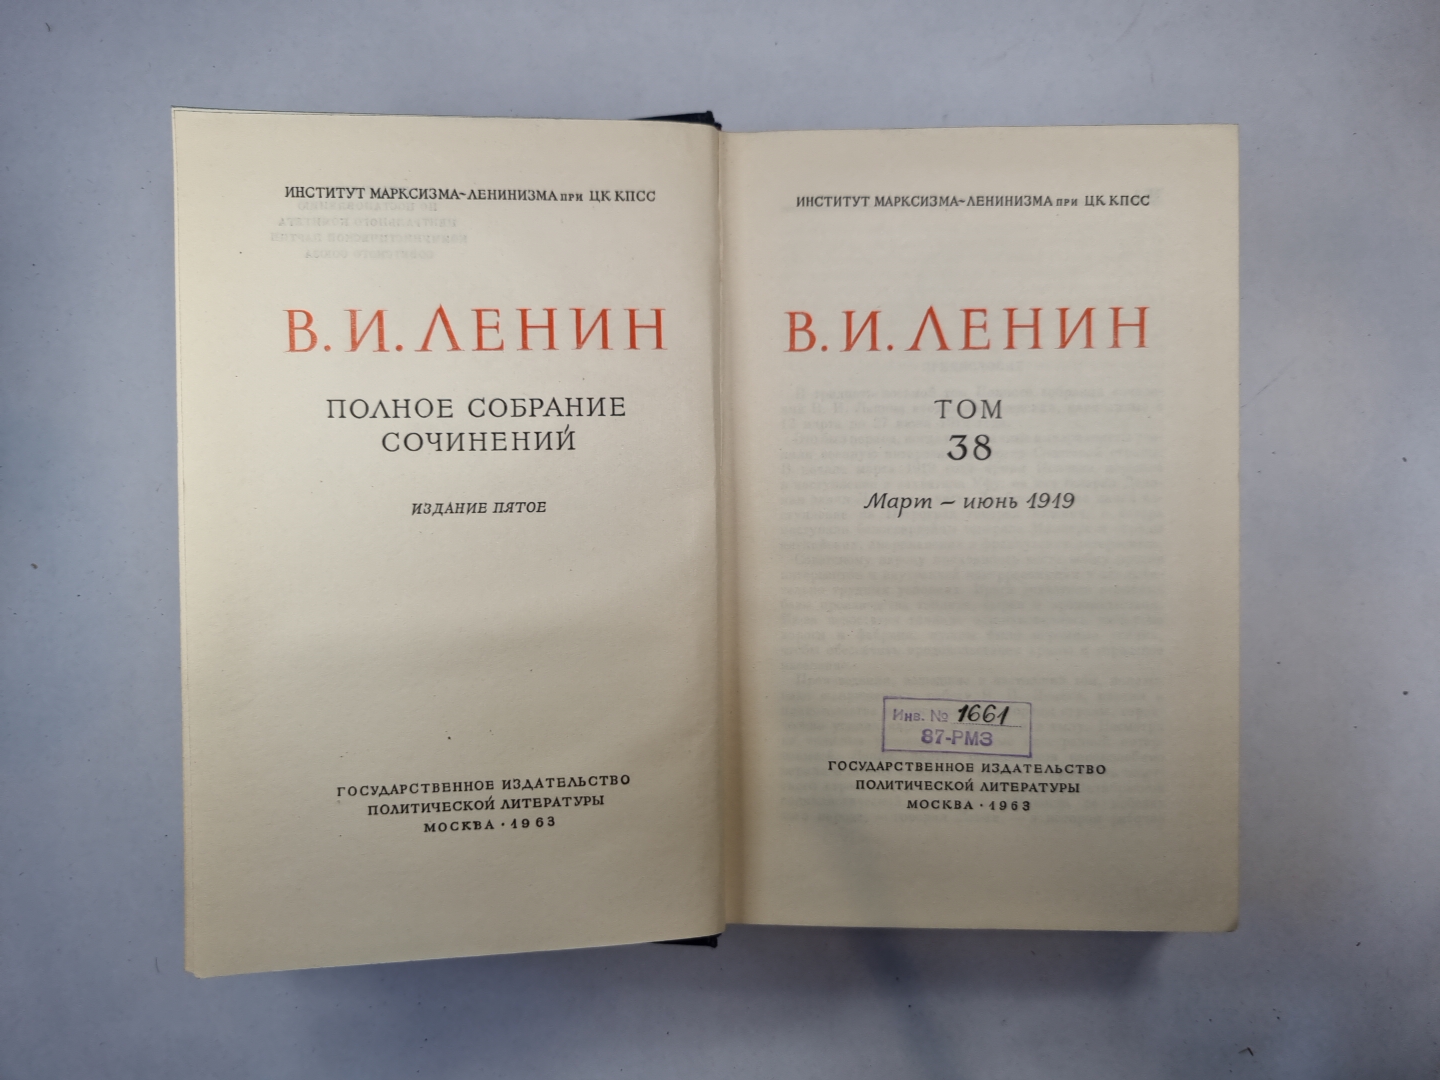 ИНСТИТУТ МАРКСИЗМА~ЛЕНИНИЗМА ПРИ ЦК КПСС
В. И. ЛЕНИН
ПОЛНОЕ СОБРАНИЕ
СОЧИНЕНИЙ
ИЗДАНИЕ ПЯТОЕ
ГОСУДАРСТВЕННОЕ ИЗДАТЕЛЬСТВО
ПОЛИТИЧЕСКОЙ ЛИТЕРАТУРЫ
МОСКВА · 1963
ИНСТИТУТ МАРКСИЗМА~ЛЕНИНИЗМА ПРИ ЦК КПСС
В. И. ЛЕНИН
ТОМ
38
Март ~ июнь 1919
Инв. № 1661
87-РМЗ
ГОСУДАРСТВЕННОЕ ИЗДАТЕЛЬСТВО
ПОЛИТИЧЕСКОЙ ЛИТЕРАТУРЫ
МОСКВА · 1963